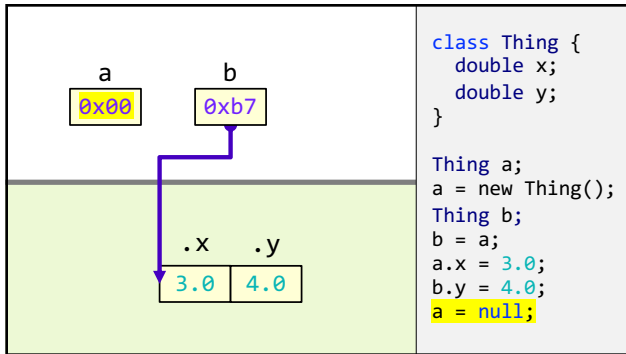 a b
0x00 0xb7
.x .y
3.0 4.0
class Thing {
  double x;
  double y;
}
Thing a;
a = new Thing();
Thing b;
b = a;
a.x = 3.0;
b.y = 4.0;
a = null;